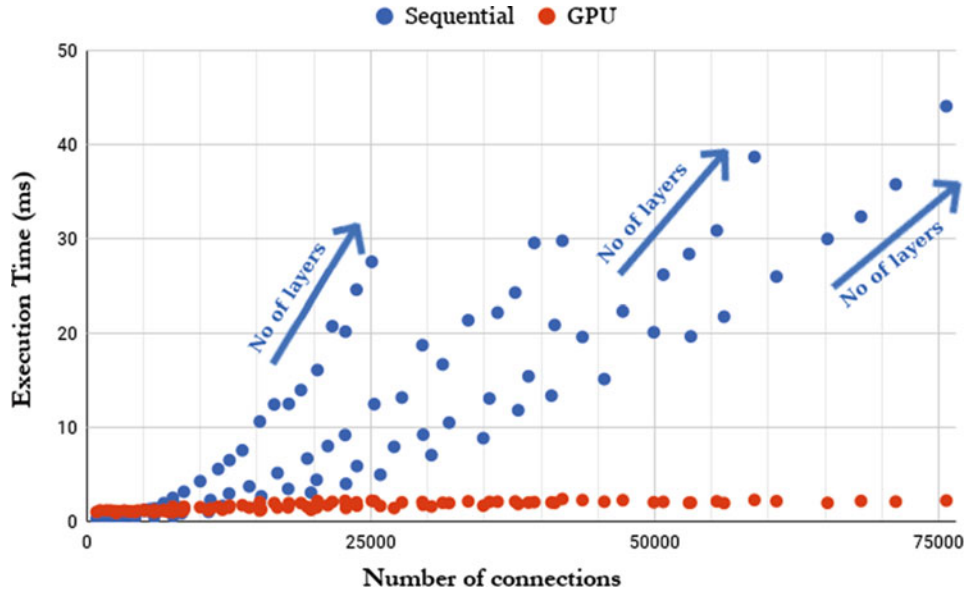 Sequential GPU
50
40
30
20
10
0
Execution Time (ms)
No of layers
No of layers
No of layers
0 25000 50000 75000
Number of connections